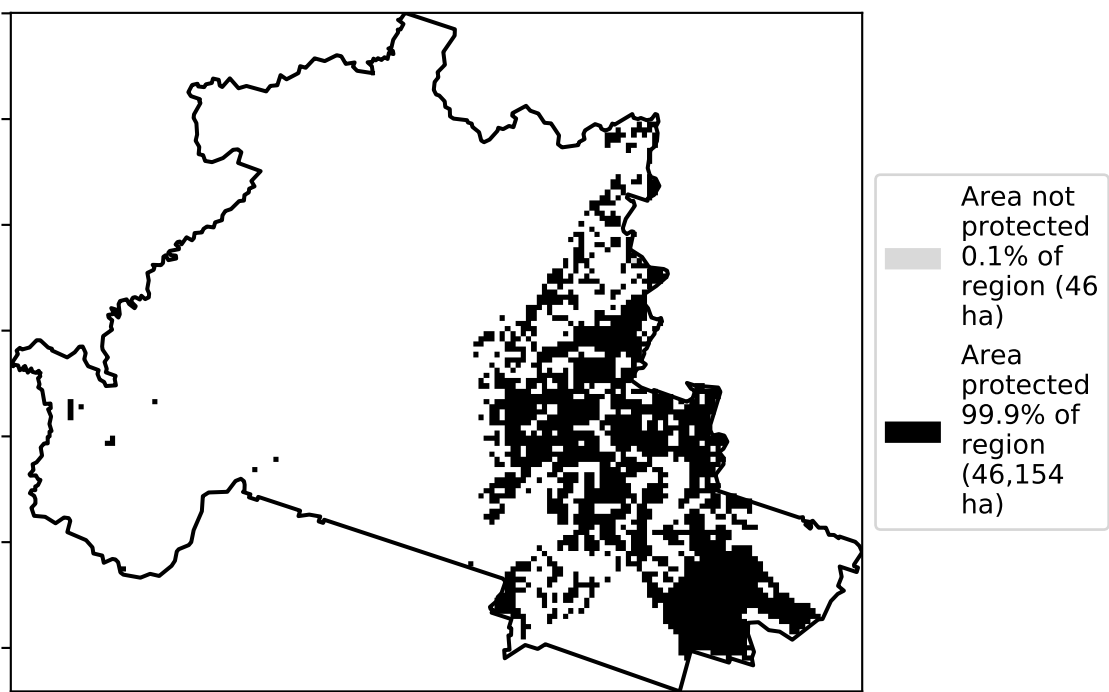 Area not
protected
0.1% of
region (46
ha)
Area
protected
99.9% of
region
(46,154
ha)